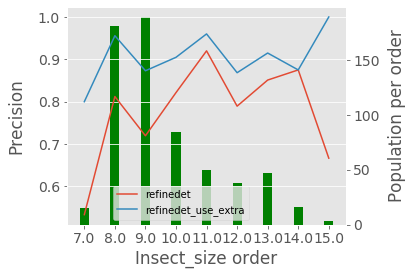 1.0
0.9
0.8
0.7
0.6
Precision
150
100
50
0
Population per order
refinedet
refinedet_use_extra
7.0 8.0 9.0 10.0 11.0 12.0 13.0 14.0 15.0
Insect_size order